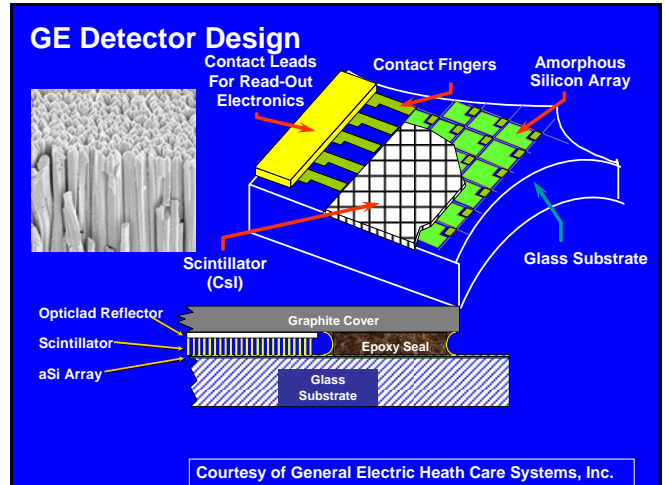 GE Detector Design
Contact Leads
For Read-Out
Electronics
Contact Fingers
Amorphous
Silicon Array
Scintillator
(CsI)
Glass Substrate
Opticlad Reflector
Graphite Cover
Scintillator
Epoxy Seal
aSi Array
Glass
Substrate
Courtesy of General Electric Heath Care Systems, Inc.